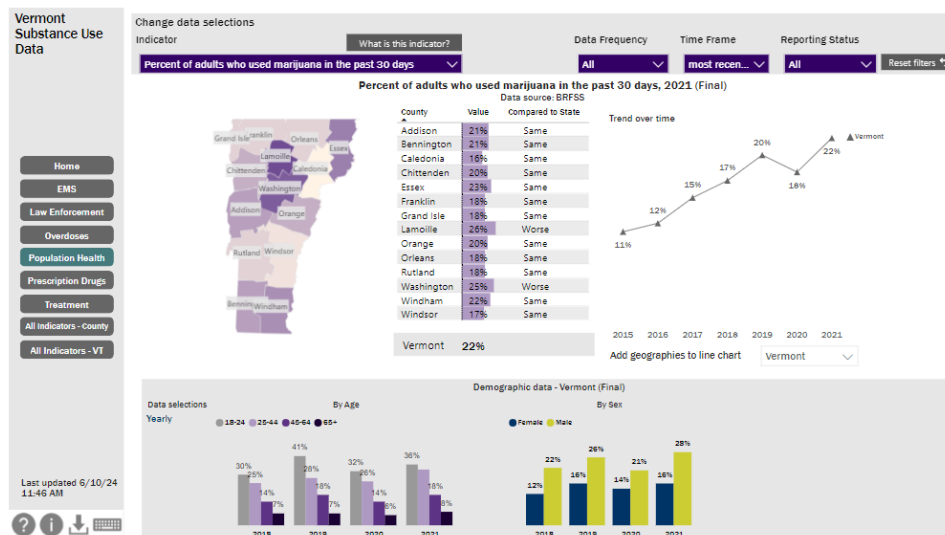 Vermont
Substance Use
Data
Home
EMS
Law Enforcement
Overdoses
Population Health
Prescription Drugs
Treatment
All Indicators - County
All Indicators - VT
Last updated 6/10/24
11:46 AM
Change data selections
Indicator
What is this indicator?
Data Frequency
Time Frame
Reporting Status
Percent of adults who used marijuana in the past 30 days
All
most recen...
All
Reset filters
Percent of adults who used marijuana in the past 30 days, 2021 (Final)
Data source: BRFSS
Grand Isle
Orleans
Essex
Lamoille
Chittenden
Caledonia
Washington
Addison
Orange
Rutland
Windsor
Windham
County Value Compared to State
Addison 21% Same
Bennington 21% Same
Caledonia 16% Same
Chittenden 20% Same
Essex 23% Same
Franklin 18% Same
Grand Isle 18% Same
Lamoille 26% Worse
Orange 20% Same
Orleans 18% Same
Rutland 18% Same
Washington 25% Worse
Windham 22% Same
Windsor 17% Same
Vermont 22%
Trend over time
Vermont
11%
12%
15%
17%
20%
18%
22%
2015 2016 2017 2018 2019 2020 2021
Add geographies to line chart
Vermont
Demographic data - Vermont (Final)
Data selections
Yearly
By Age
18-24 25-44 45-64 65+
30%
25%
14%
7%
41%
28%
18%
7%
32%
26%
14%
36%
18%
8%
2018 2019 2020 2021
By Sex
Female Male
12%
22%
16%
26%
14%
21%
16%
28%
2018 2019 2020 2021